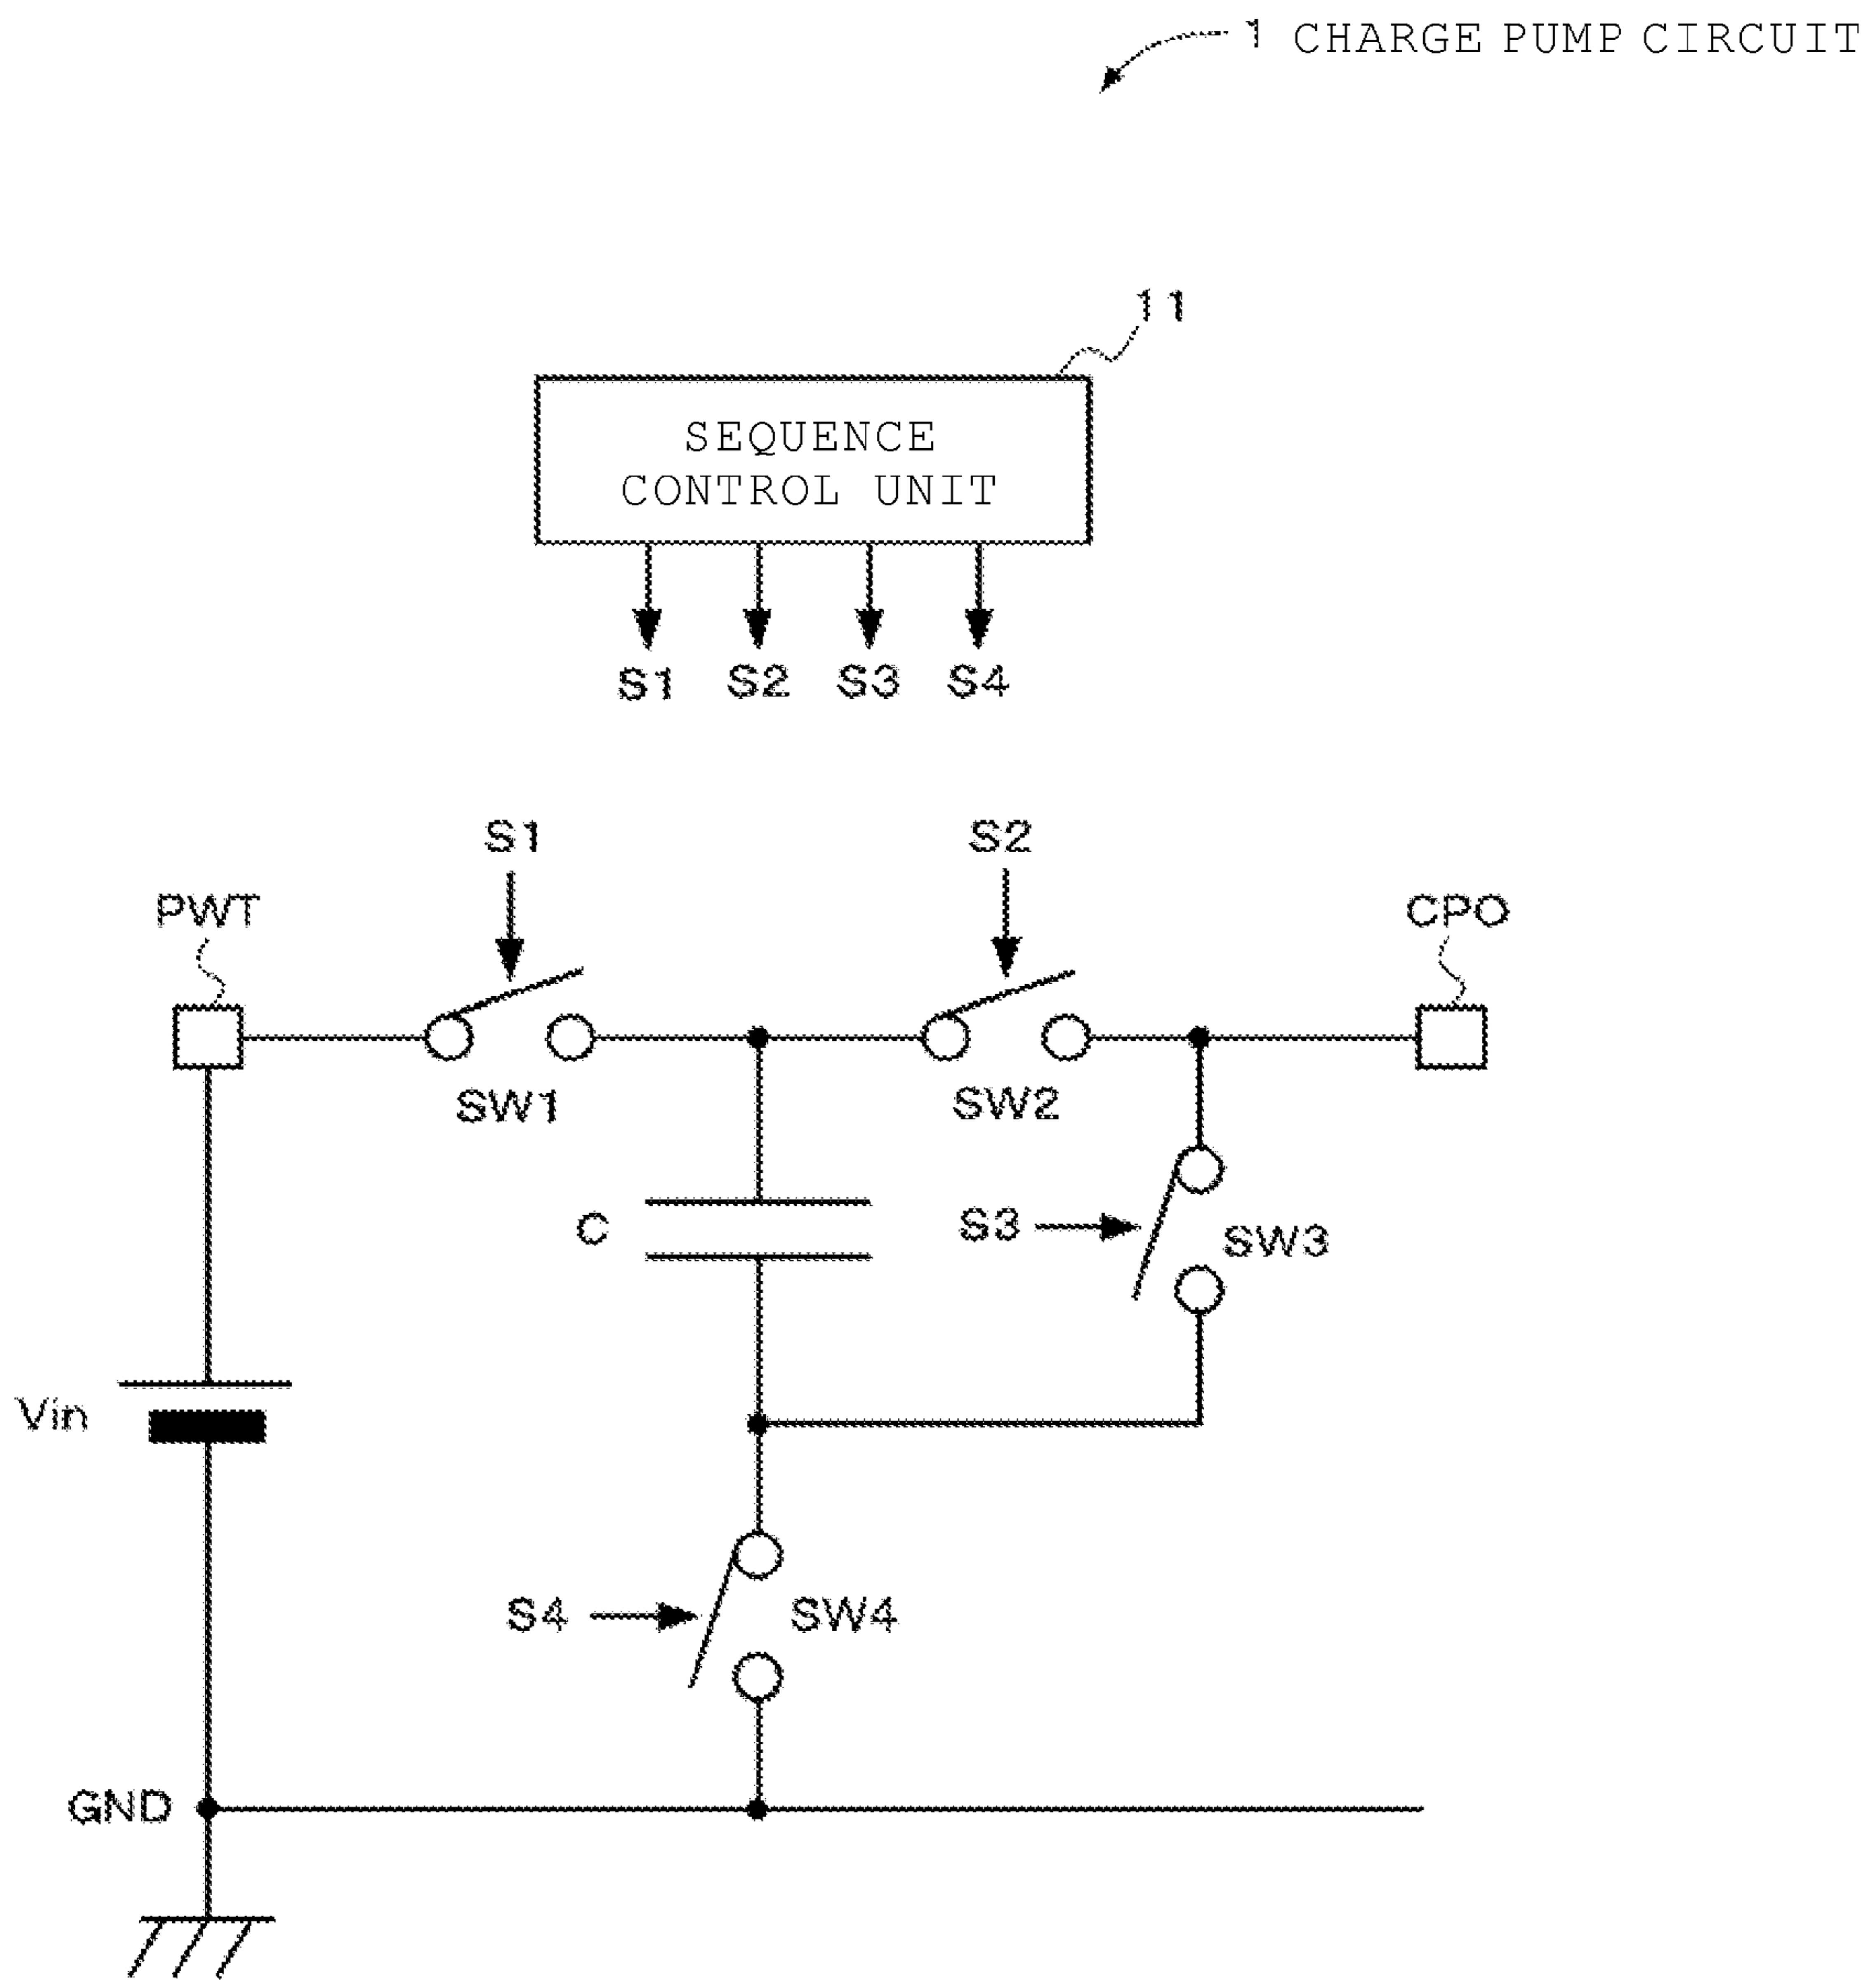 1 CHARGE PUMP CIRCUIT
11
SEQUENCE
CONTROL UNIT
S1 S2 S3 S4
S1 S2
PWT CPO
SW1 SW2
C S3 SW3
Vin
S4 SW4
GND